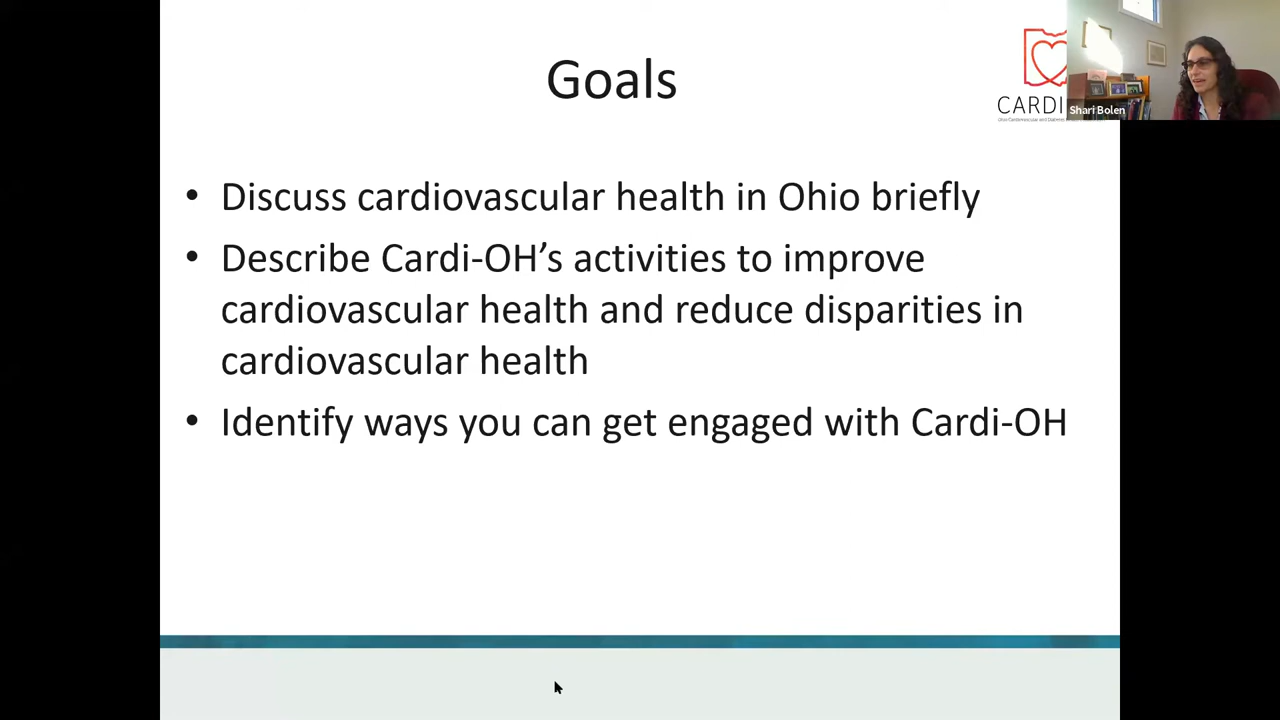 Goals
CARDI
Shari Bolen
• Discuss cardiovascular health in Ohio briefly
• Describe Cardi-OH’s activities to improve
cardiovascular health and reduce disparities in
cardiovascular health
• Identify ways you can get engaged with Cardi-OH